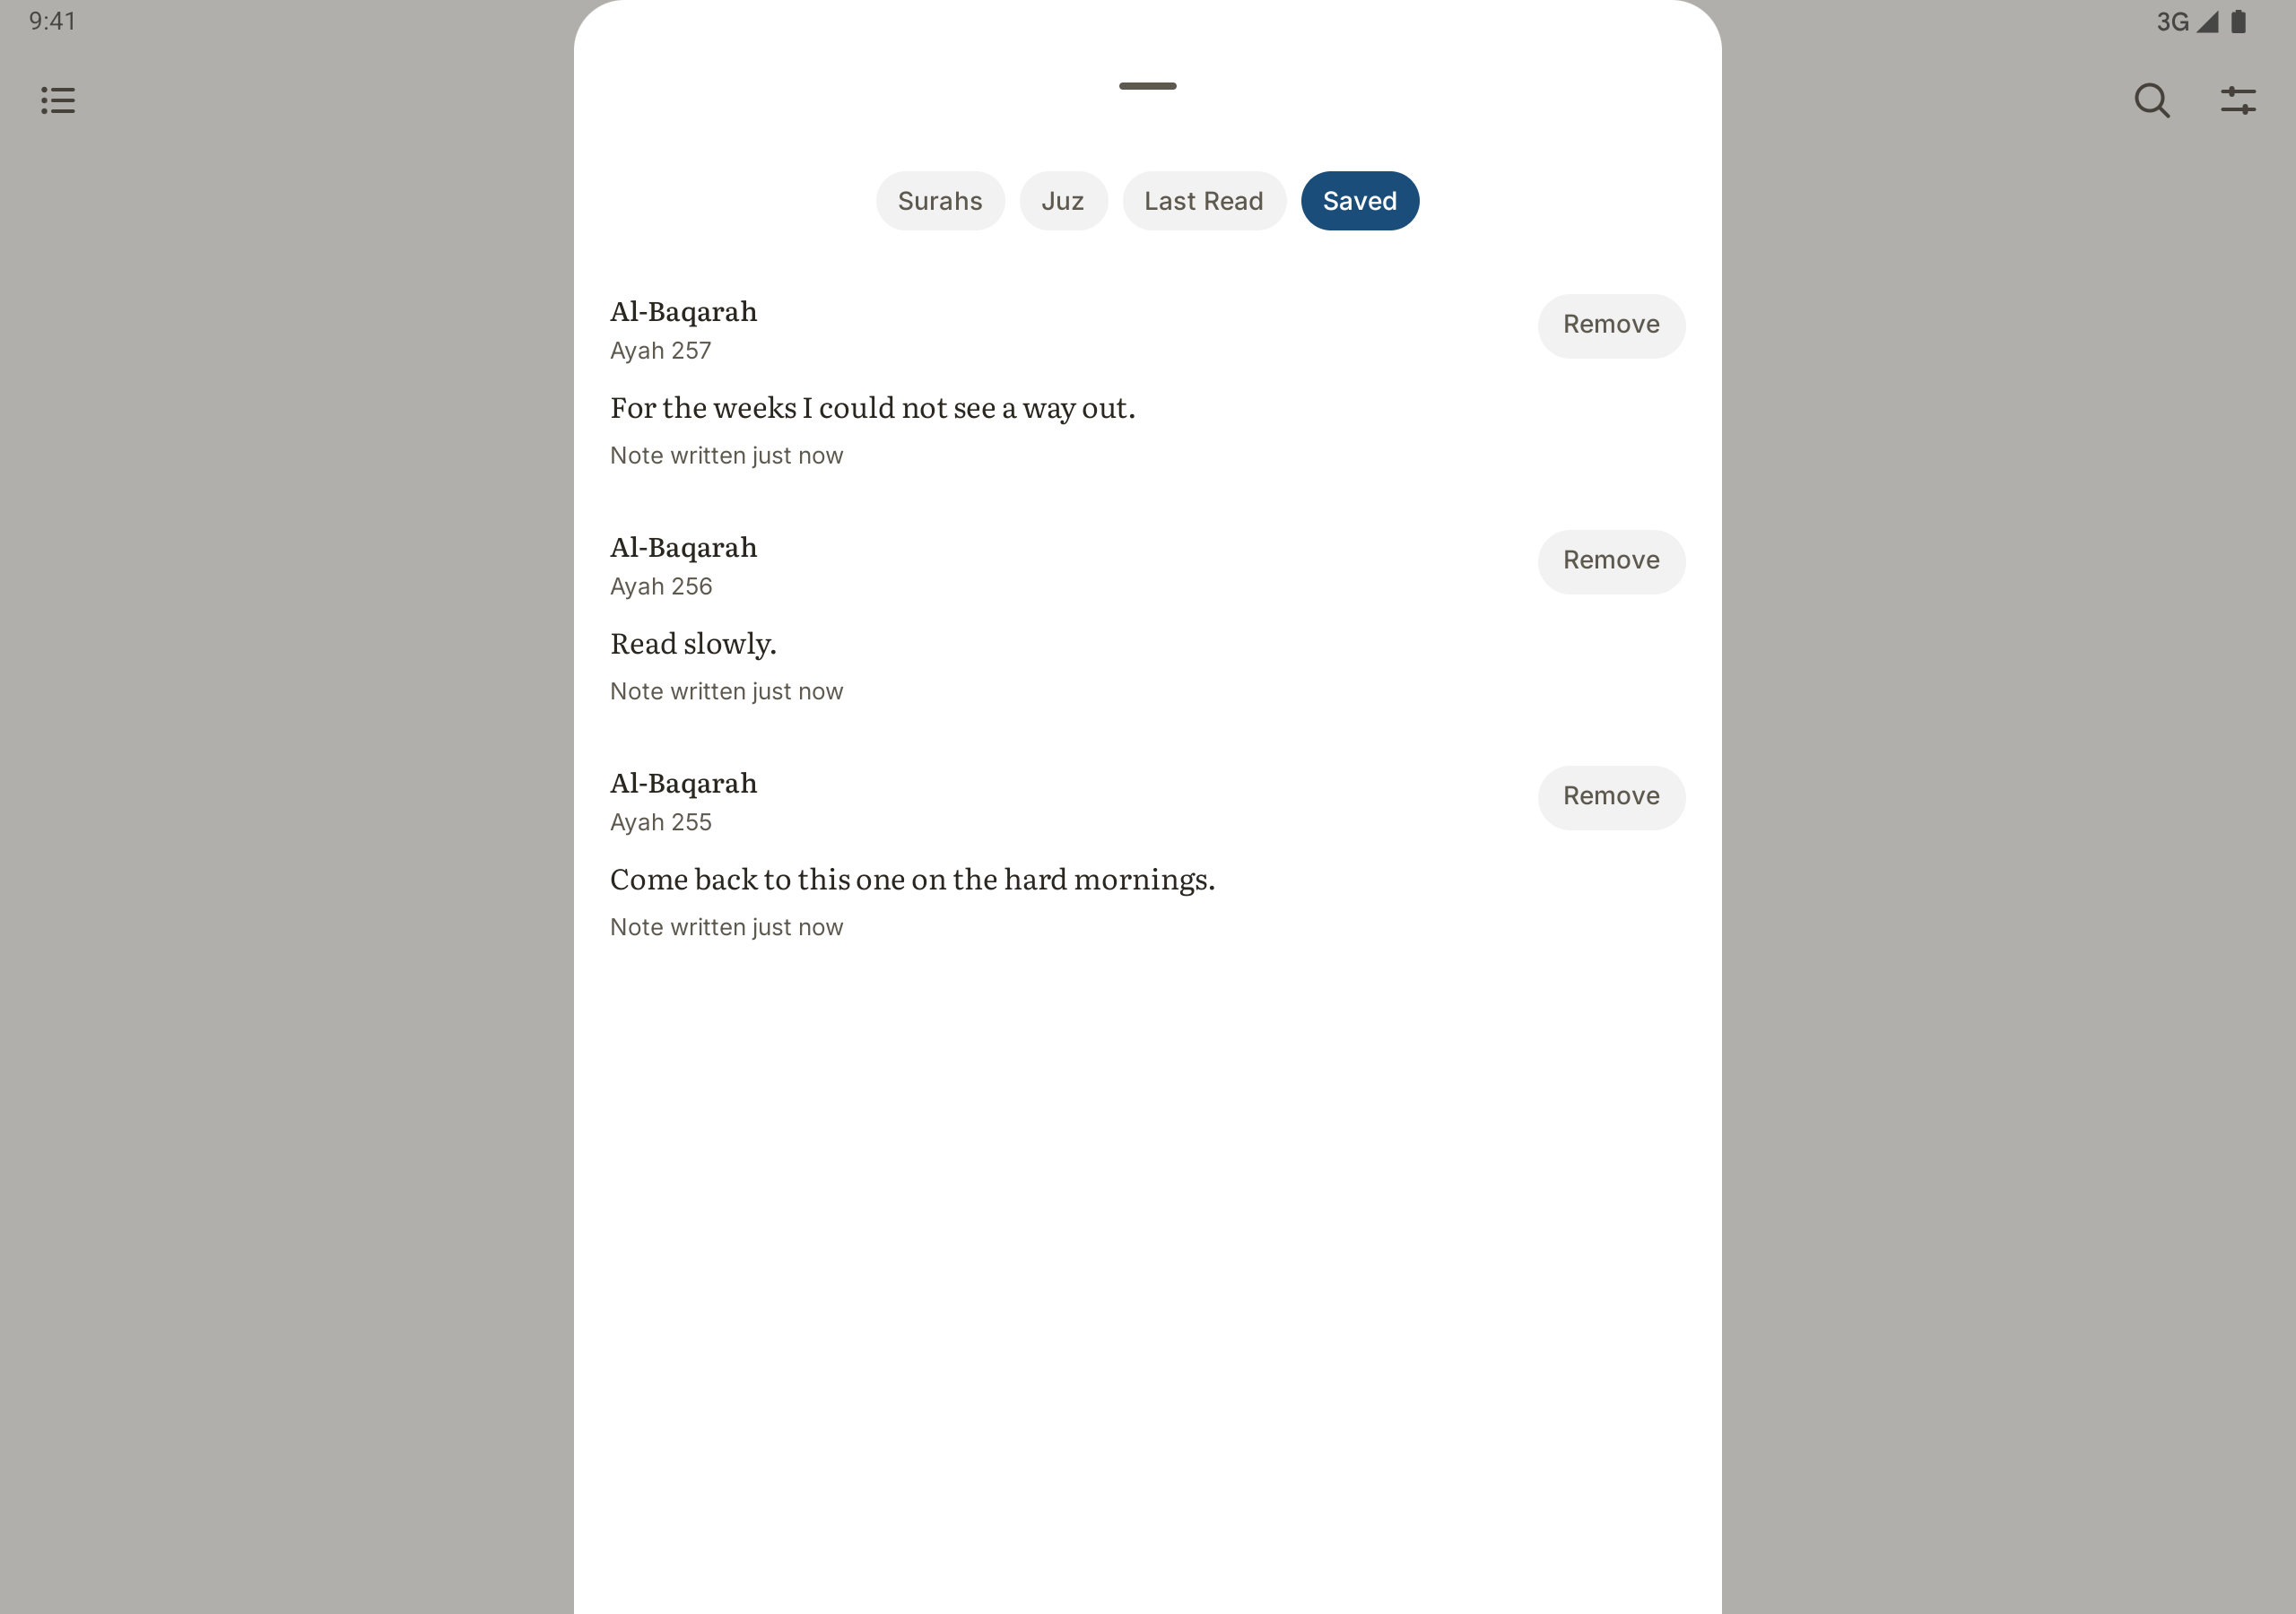 9:41
3G
Surahs Juz Last Read Saved
Al-Baqarah
Ayah 257
Remove
For the weeks I could not see a way out.
Note written just now
Al-Baqarah
Ayah 256
Remove
Read slowly.
Note written just now
Al-Baqarah
Ayah 255
Remove
Come back to this one on the hard mornings.
Note written just now